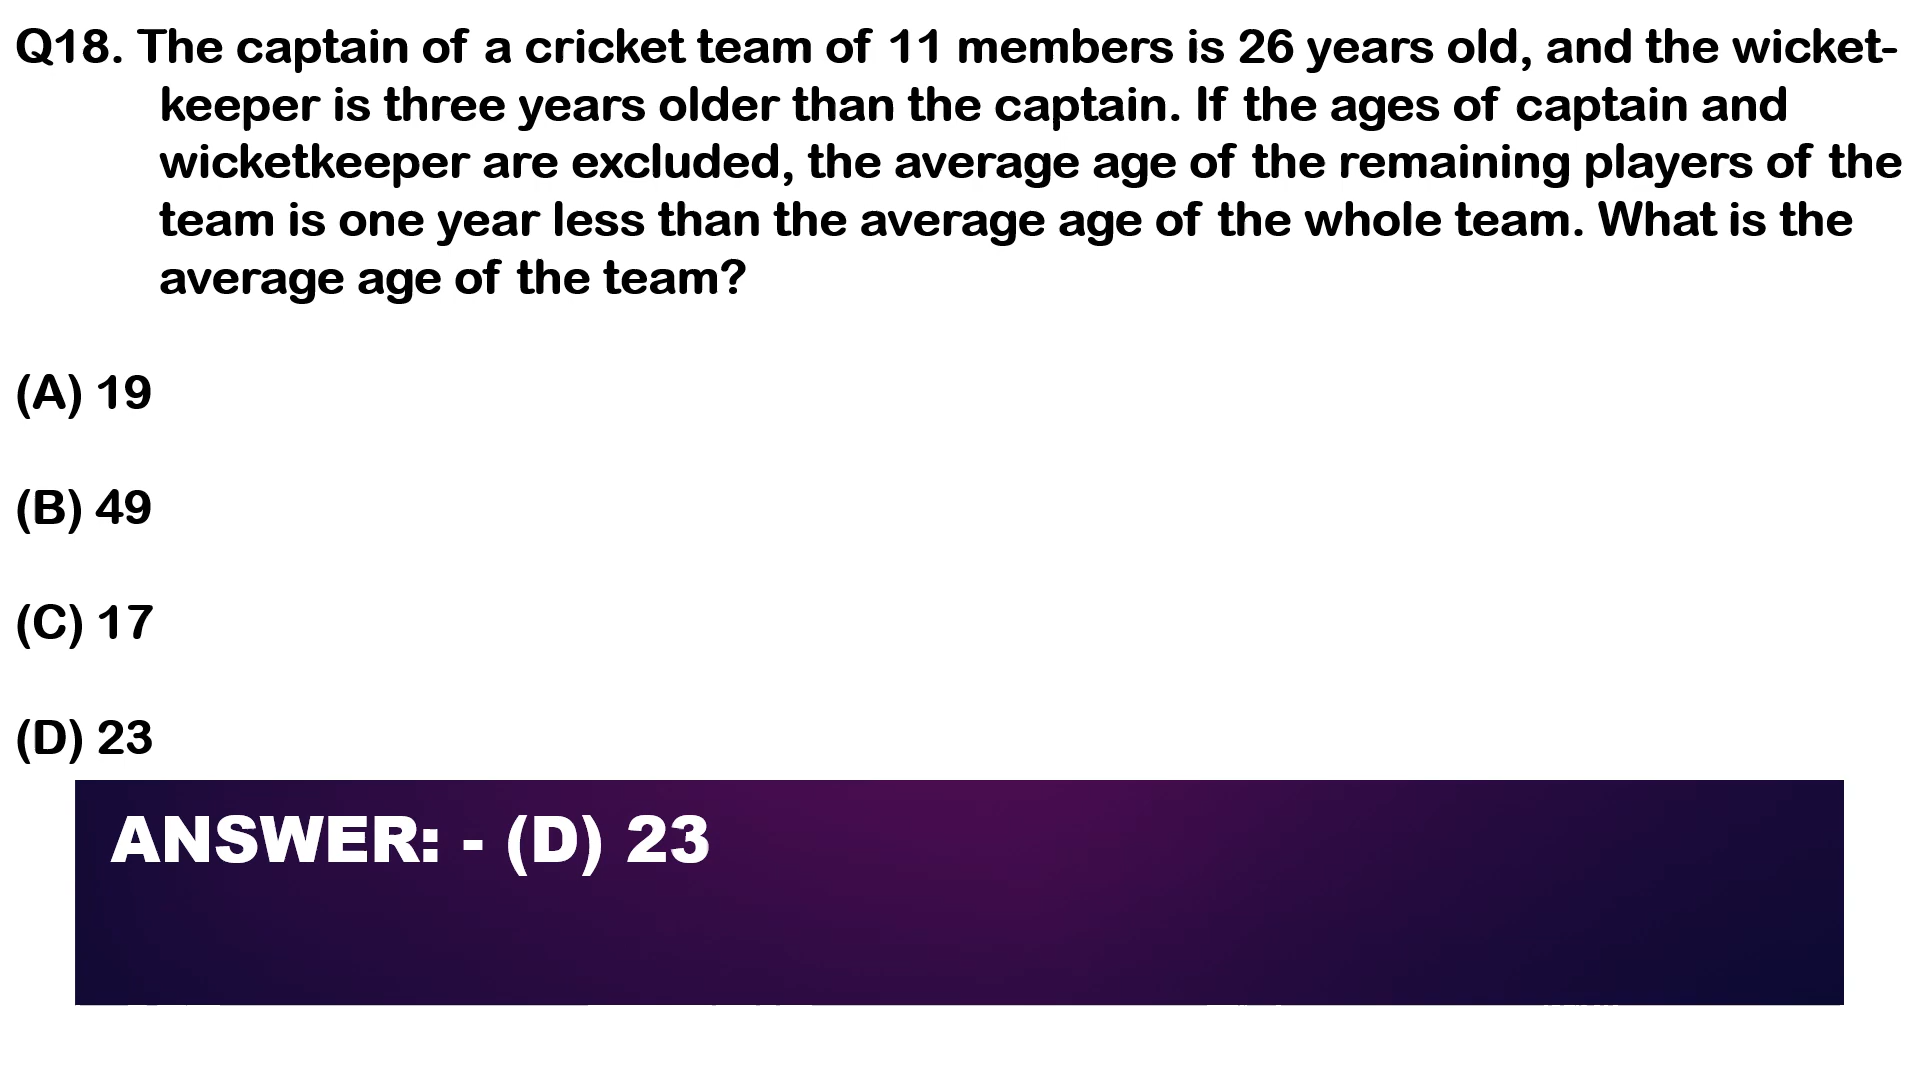 Q18. The captain of a cricket team of 11 members is 26 years old, and the wicket-
keeper is three years older than the captain. If the ages of captain and
wicketkeeper are excluded, the average age of the remaining players of the
team is one year less than the average age of the whole team. What is the
average age of the team?
(A) 19
(B) 49
(C) 17
(D) 23
ANSWER: - (D) 23